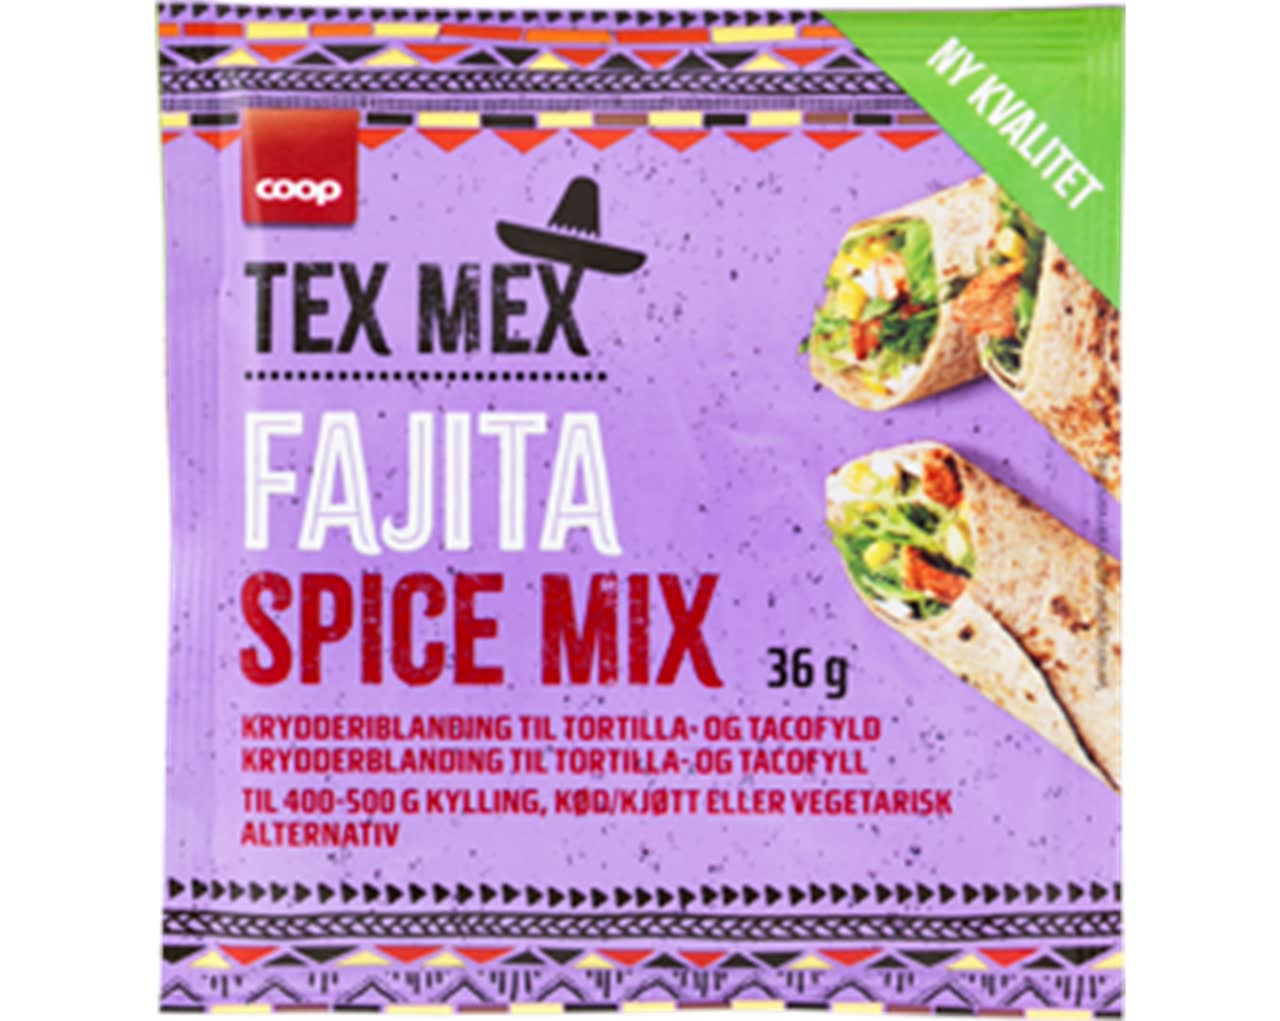 NY KVALITET
coop
TEX MEX
FAJITA
SPICE MIX
36 g
KRYDDERIBLANDING TIL TORTILLA- OG TACOFYLD
KRYDDERBLANDING TIL TORTILLA- OG TACOFYLL
TIL 400-500 G KYLLING, KØD/KJØTT ELLER VEGETARISK
ALTERNATIV